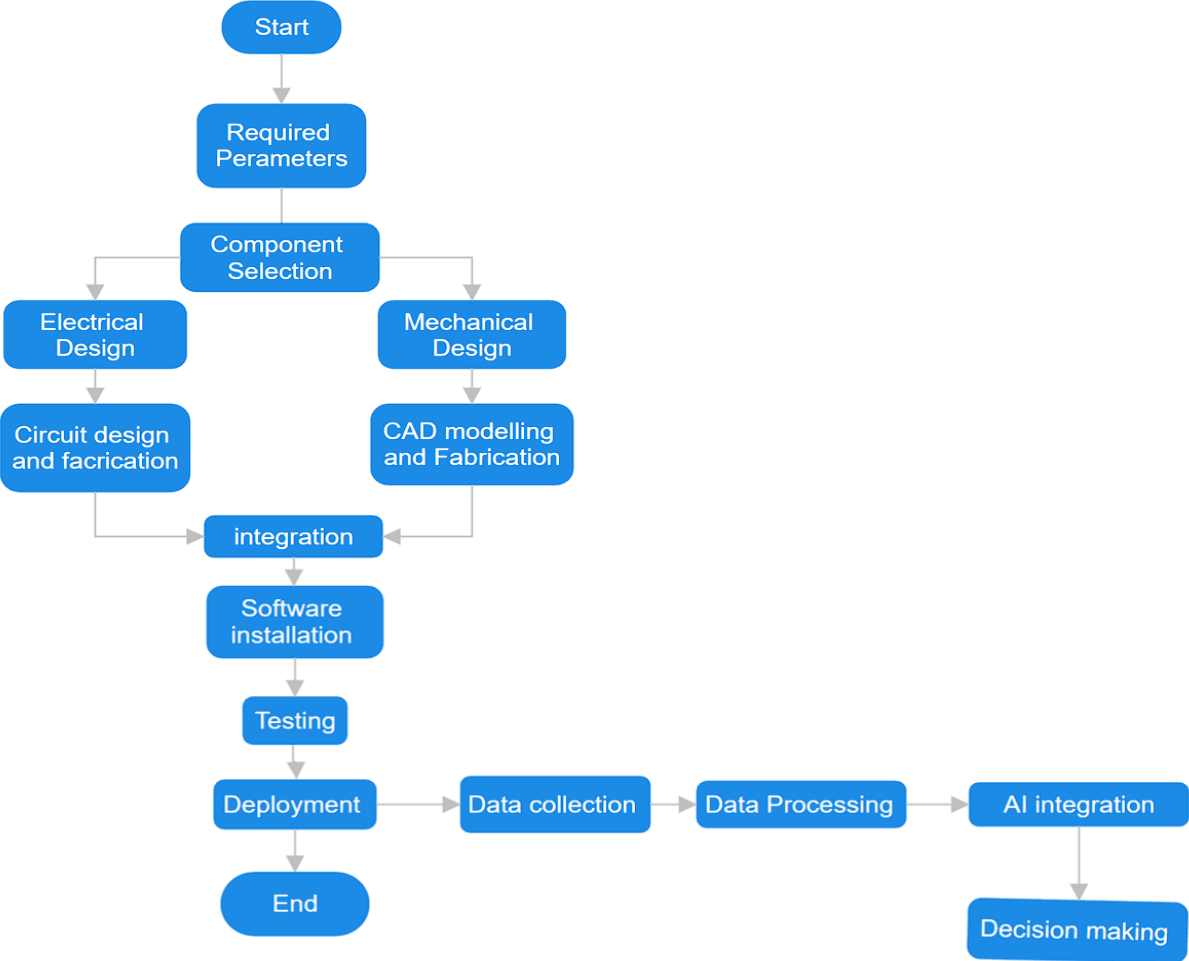 Start
Required
Perameters
Component
Selection
Electrical
Design
Mechanical
Design
Circuit design
and facrication
CAD modelling
and Fabrication
integration
Software
installation
Testing
Deployment
Data collection
Data Processing
AI integration
End
Decision making